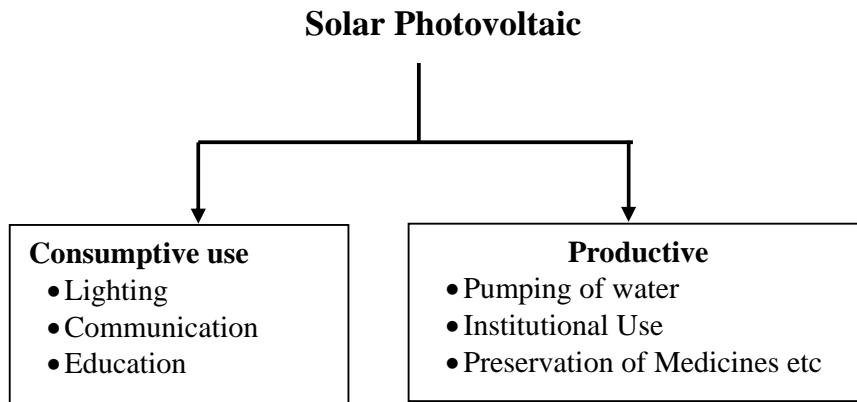 Solar Photovoltaic
Consumptive use
•Lighting
•Communication
•Education
Productive
•Pumping of water
•Institutional Use
•Preservation of Medicines etc